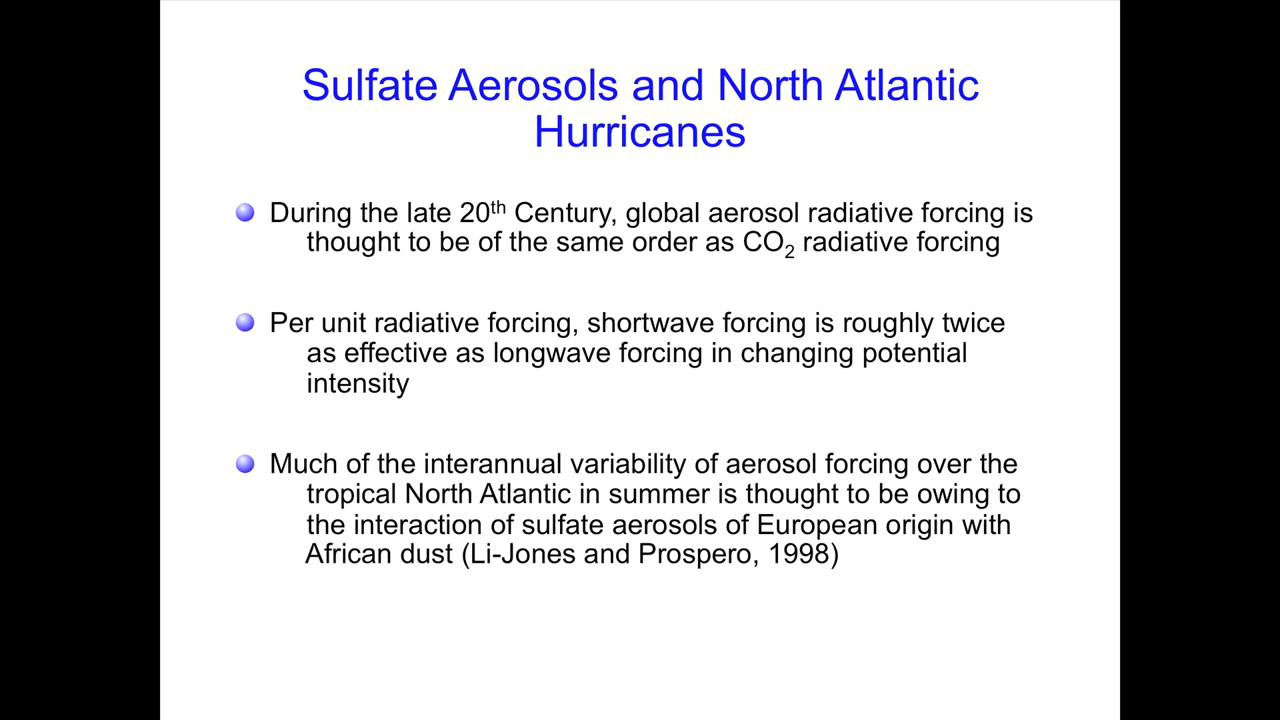 Sulfate Aerosols and North Atlantic
Hurricanes
During the late 20th Century, global aerosol radiative forcing is
thought to be of the same order as CO2 radiative forcing
Per unit radiative forcing, shortwave forcing is roughly twice
as effective as longwave forcing in changing potential
intensity
Much of the interannual variability of aerosol forcing over the
tropical North Atlantic in summer is thought to be owing to
the interaction of sulfate aerosols of European origin with
African dust (Li-Jones and Prospero, 1998)